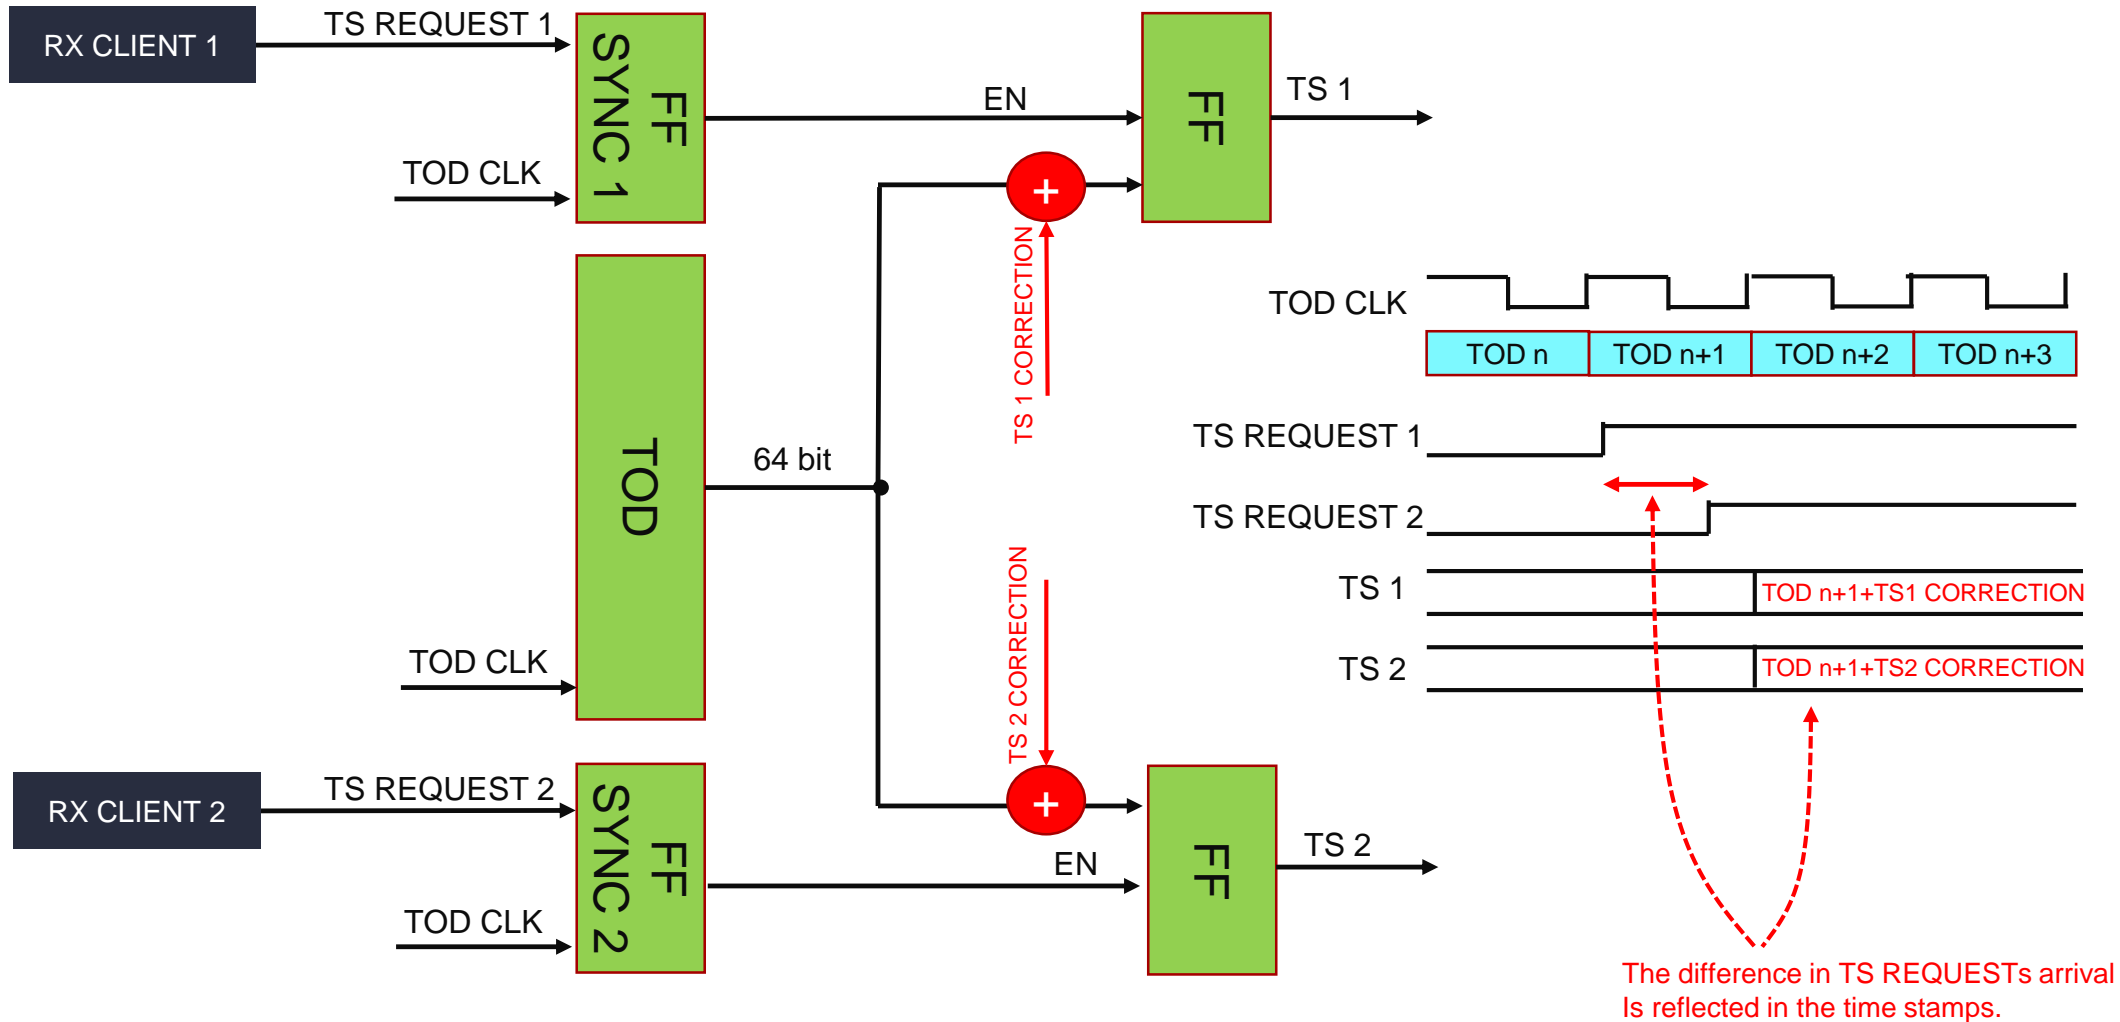 RX CLIENT 1
TS REQUEST 1
TOD CLK
FF
SYNC 1
EN
+
TS 1 CORRECTION
FF
TS 1
TOD
TOD CLK
64 bit
TS 2 CORRECTION
+
RX CLIENT 2
TS REQUEST 2
TOD CLK
FF
SYNC 2
EN
FF
TS 2
TOD CLK
TOD n
TOD n+1
TOD n+2
TOD n+3
TS REQUEST 1
TS REQUEST 2
TS 1
TOD n+1+TS1 CORRECTION
TS 2
TOD n+1+TS2 CORRECTION
The difference in TS REQUESTs arrival
Is reflected in the time stamps.